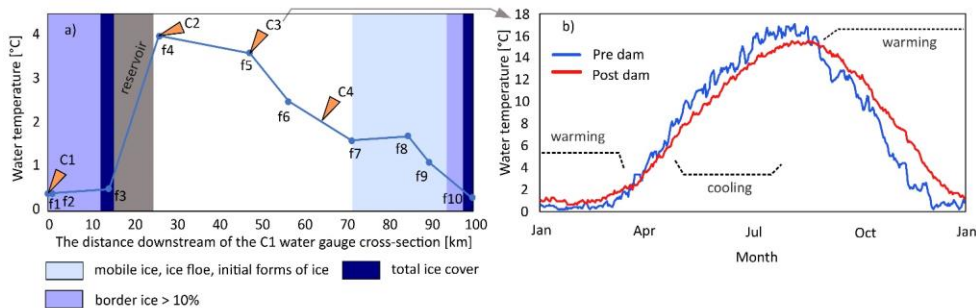 a)
Water temperature [°C]
4
3
2
1
0
C1
C2
C3
C4
reservoir
f1
f2
f3
f4
f5
f6
f7
f8
f9
f10
0 10 20 30 40 50 60 70 80 90 100
The distance downstream of the C1 water gauge cross-section [km]
mobile ice, ice floe, initial forms of ice
total ice cover
border ice > 10%
b)
Water temperature [°C]
18
16
14
12
10
8
6
4
2
0
Pre dam
Post dam
warming
warming
cooling
Jan Apr Jul Oct Jan
Month